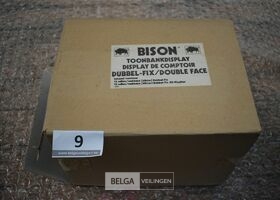 BISON
TOONBANKDISPLAY
DISPLAY DE COMPTOIR
DUBBEL-FIX/DOUBLE FACE
9
BELGA VEILINGEN